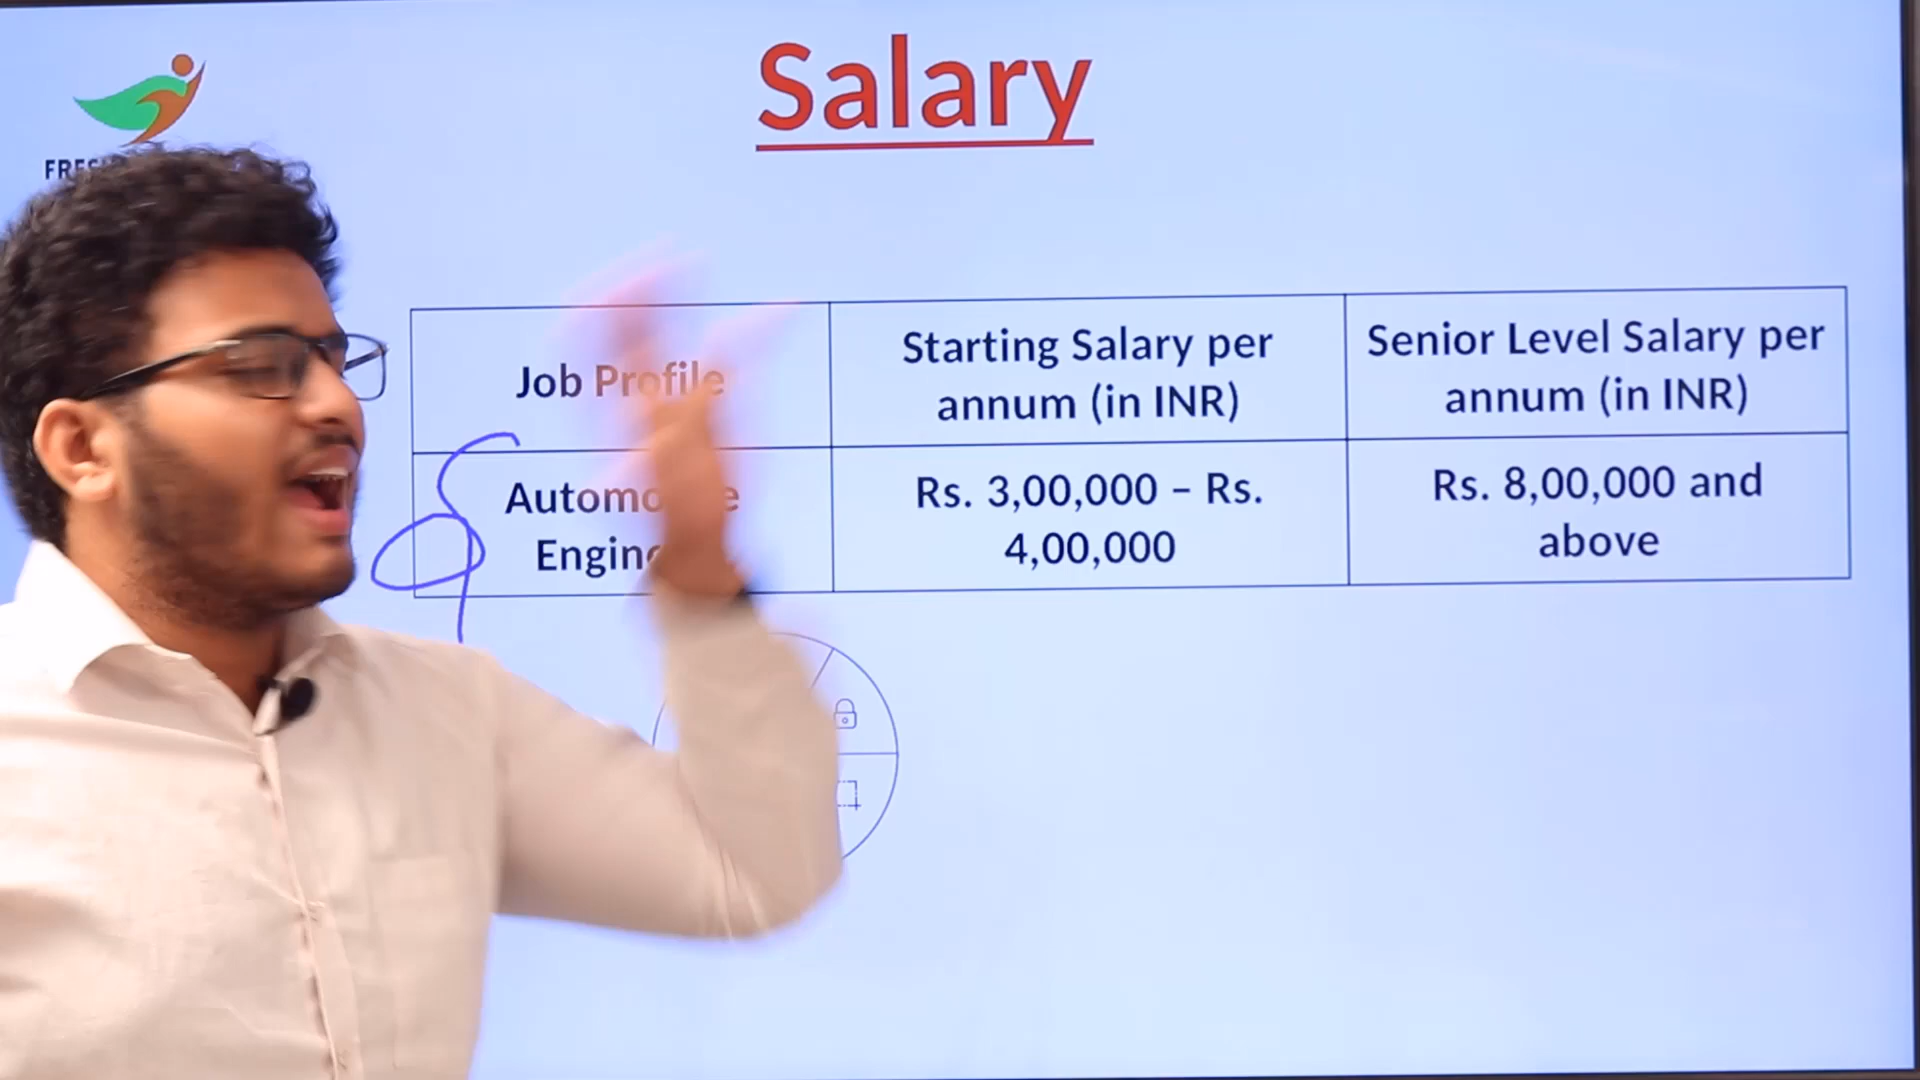 Salary
Job Profile
Starting Salary per
annum (in INR)
Senior Level Salary per
annum (in INR)
Rs. 3,00,000 – Rs.
4,00,000
Rs. 8,00,000 and
above